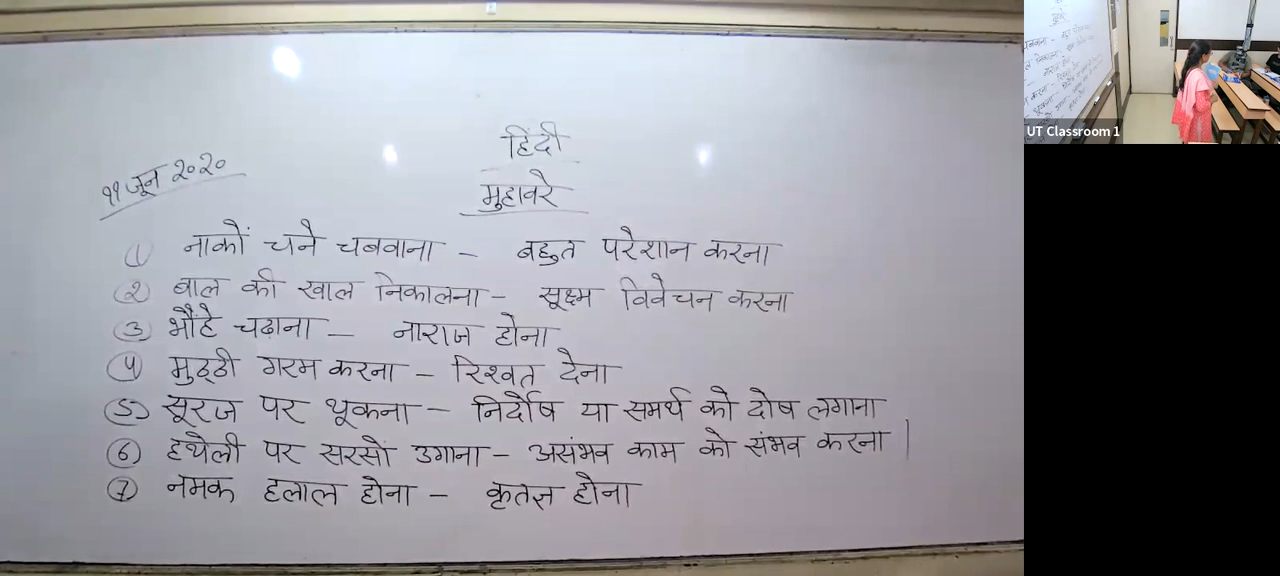 हिंदी
११ जून २०२०
मुहावरे
① नाकों चने चबवाना – बहुत परेशान करना
② बाल की खाल निकालना – सूक्ष्म विवेचन करना
③ भौंहे चढ़ाना – नाराज होना
④ मुट्ठी गरम करना – रिश्वत देना
⑤ सूरज पर थूकना – निर्दोष या समर्थ को दोष लगाना
⑥ हथेली पर सरसों उगाना – असंभव काम को संभव करना |
⑦ नमक हलाल होना – कृतज्ञ होना
UT Classroom 1